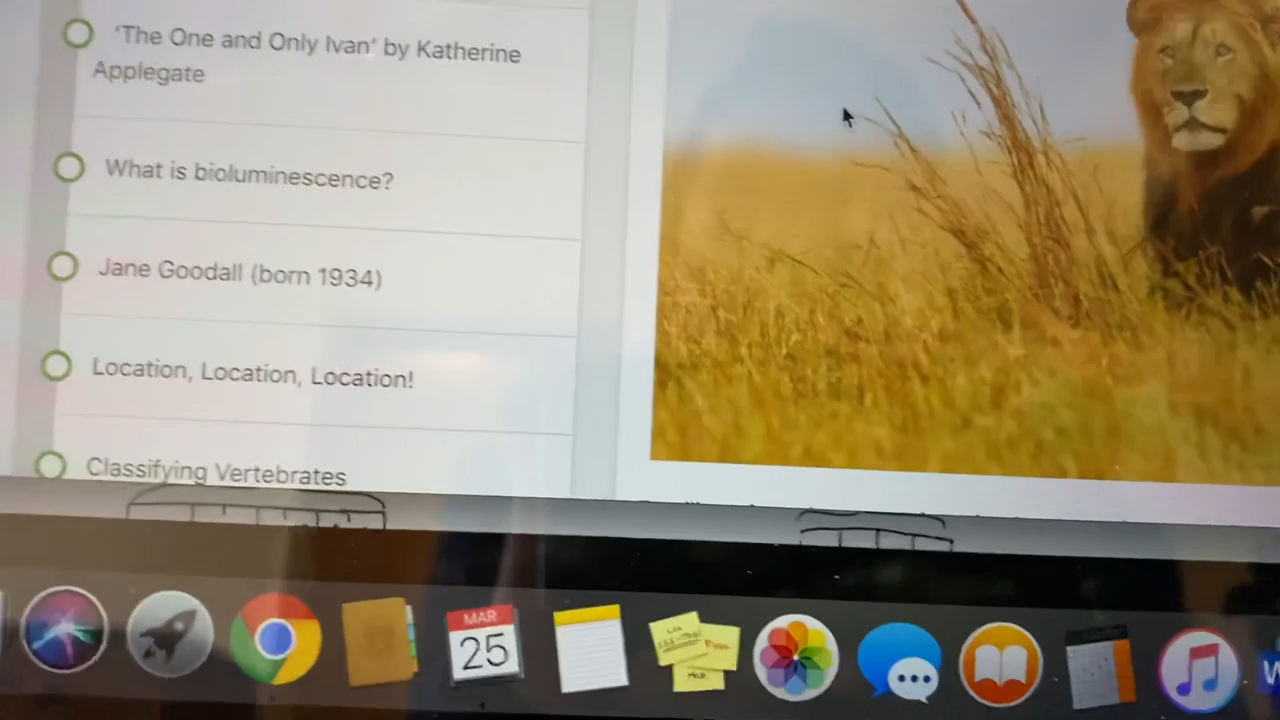 'The One and Only Ivan' by Katherine
Applegate
What is bioluminescence?
Jane Goodall (born 1934)
Location, Location, Location!
Classifying Vertebrates
MAR
25